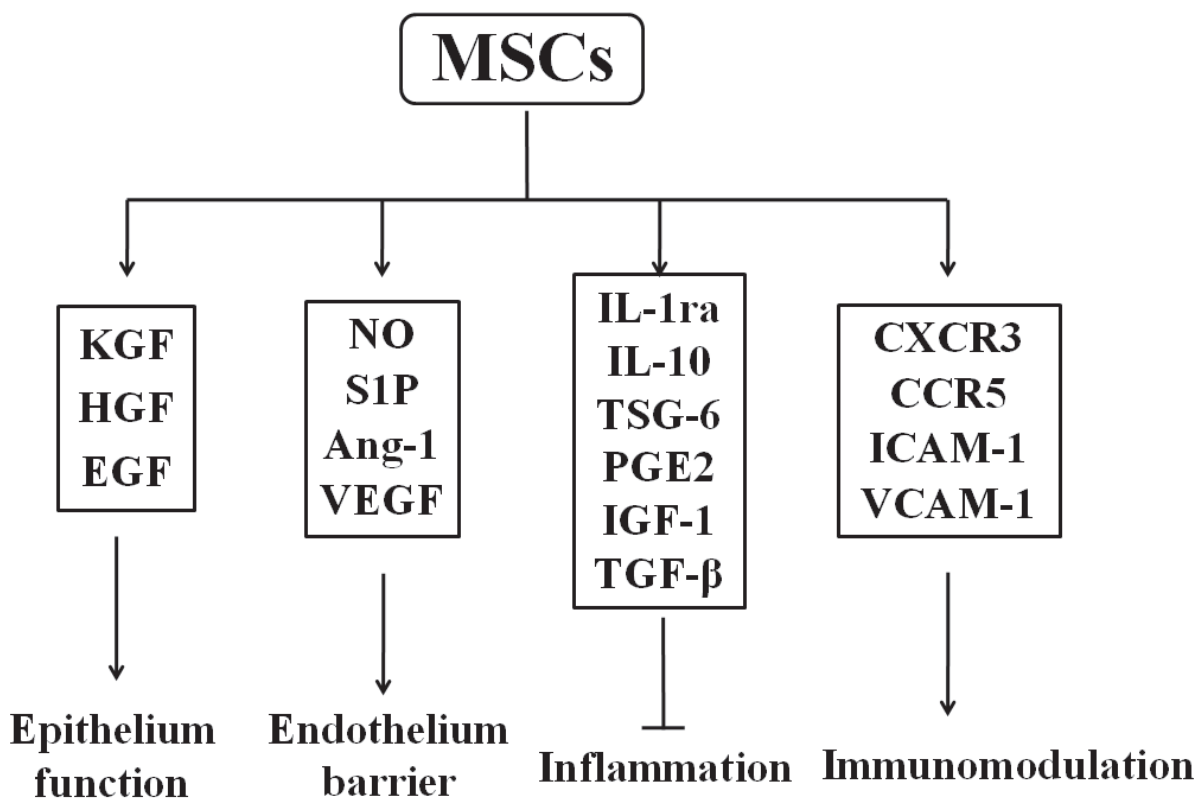 MSCs
KGF
HGF
EGF
NO
S1P
Ang-1
VEGF
IL-1ra
IL-10
TSG-6
PGE2
IGF-1
TGF-β
CXCR3
CCR5
ICAM-1
VCAM-1
Epithelium
function
Endothelium
barrier
Inflammation
Immunomodulation